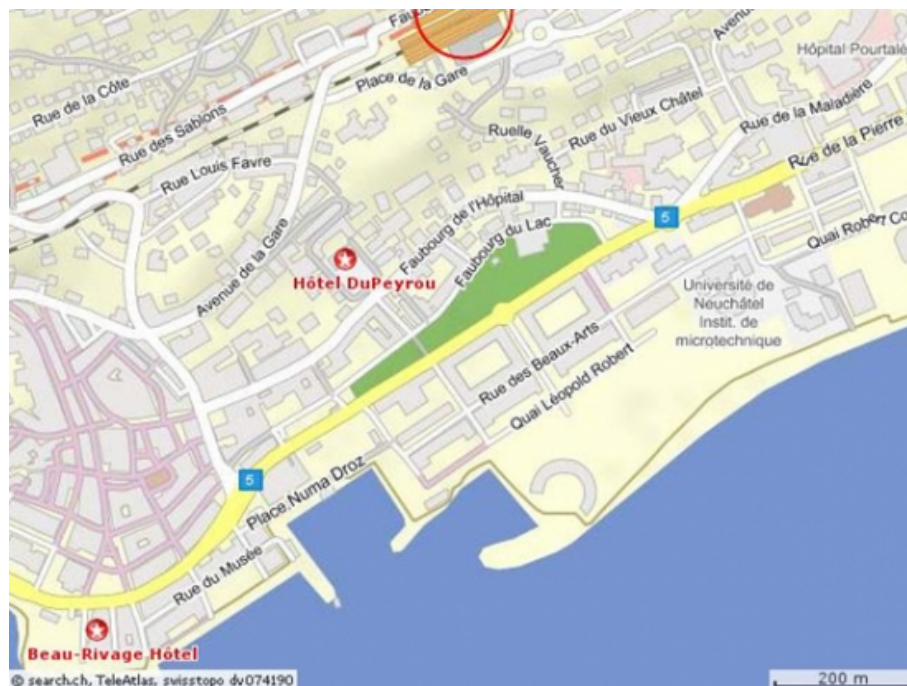 Faubo
Place de la Gare
Avenue
Hôpital Pourtalè
Rue de la Côte
Rue des Sablons
Rue du Vieux Châtel
Rue de la Maladière
Ruelle Vaucher
Rue de la Pierre
Rue Louis Favre
Faubourg de l'Hôpital
5
Avenue de la Gare
Faubourg du Lac
Quai Robert Co
Hôtel DuPeyrou
Université de
Neuchâtel
Instit. de
microtechnique
Rue des Beaux-Arts
Quai Léopold Robert
5
Place Numa Droz
Rue du Musée
Beau-Rivage Hôtel
© search.ch, TeleAtlas, swisstopo dv074190
200 m